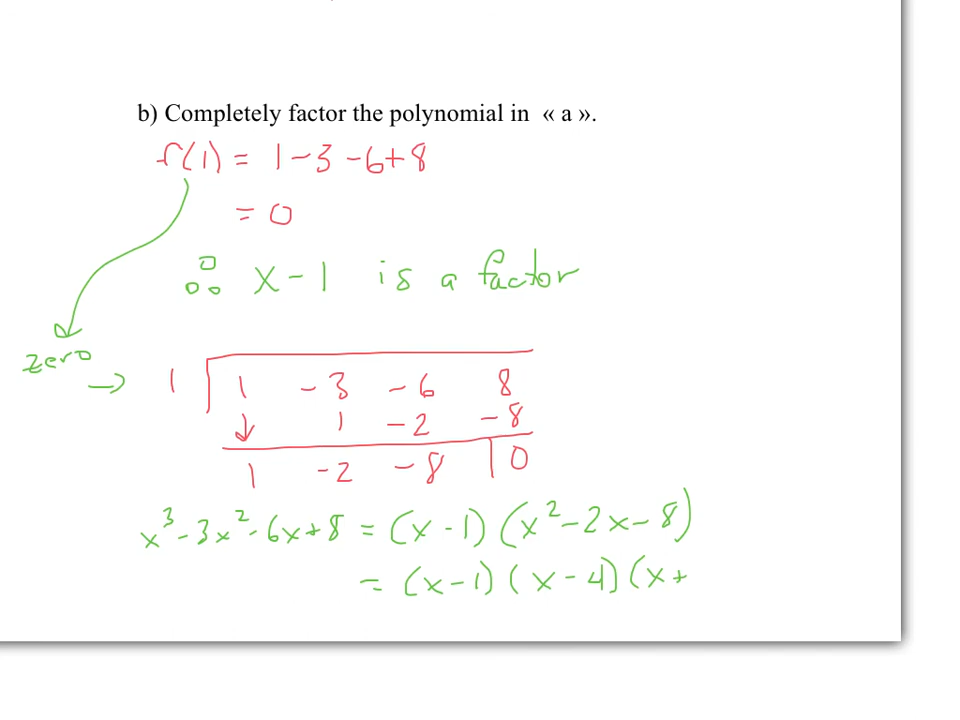 b) Completely factor the polynomial in « a ».
f(1) = 1-3-6+8
= 0
∴ x-1 is a factor
zero → 1 1 -3 -6 8
↓ 1 -2 -8
1 -2 -8 0
x³-3x²-6x+8 = (x-1)(x²-2x-8)
= (x-1)(x-4)(x+